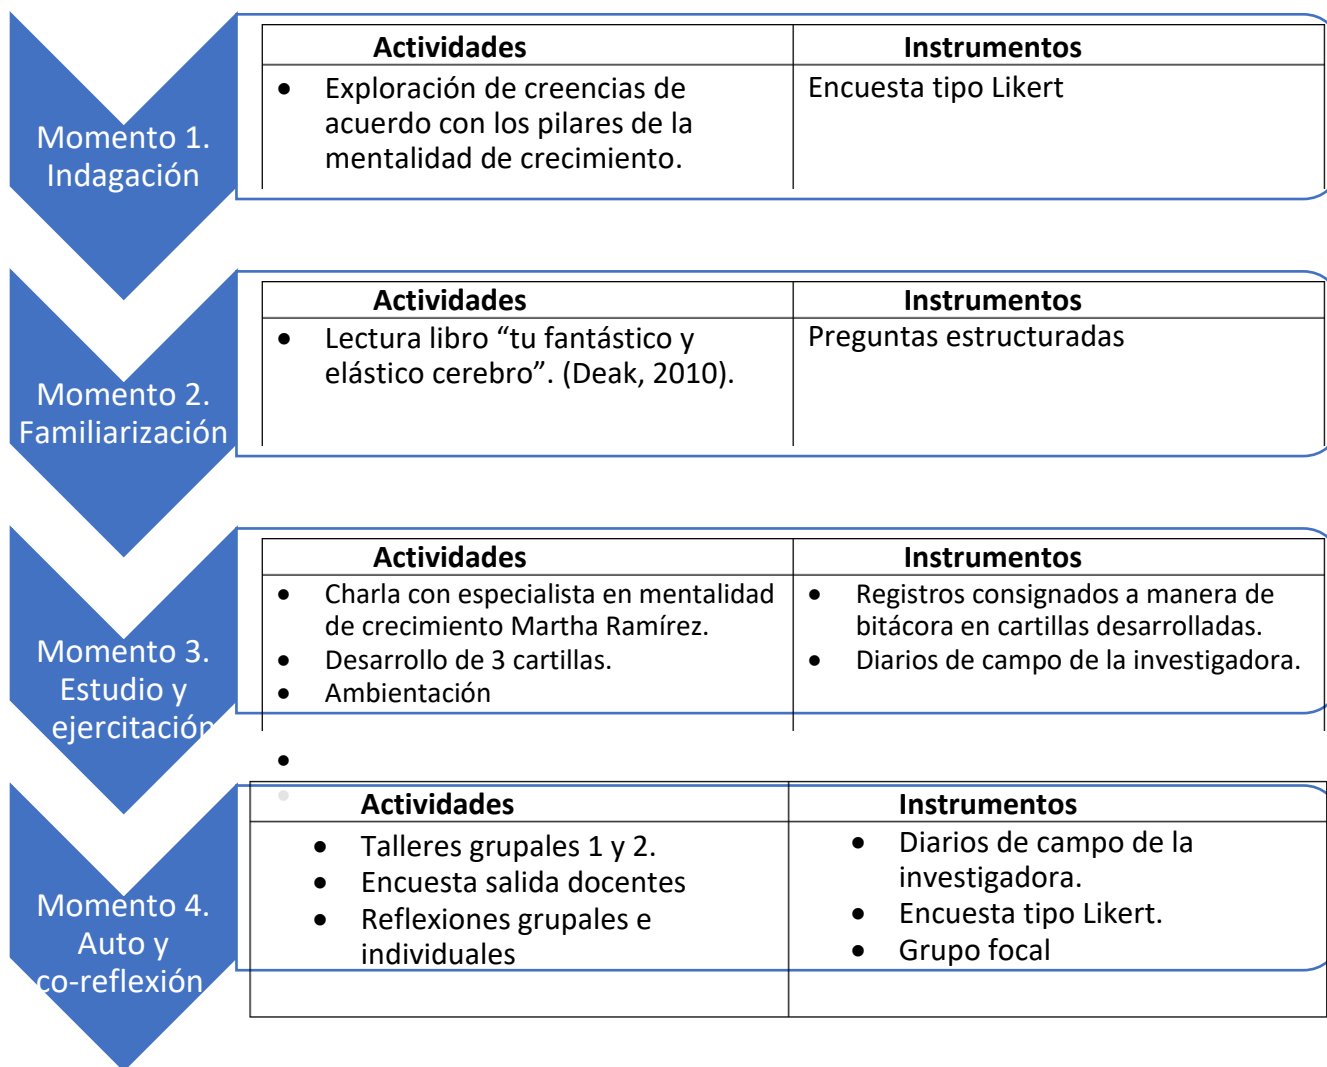 Momento 1.
Indagación
Actividades
Instrumentos
• Exploración de creencias de
acuerdo con los pilares de la
mentalidad de crecimiento.
Encuesta tipo Likert
Momento 2.
Familiarización
Actividades
Instrumentos
• Lectura libro “tu fantástico y
elástico cerebro”. (Deak, 2010).
Preguntas estructuradas
Momento 3.
Estudio y
ejercitación
Actividades
Instrumentos
• Charla con especialista en mentalidad
de crecimiento Martha Ramírez.
• Desarrollo de 3 cartillas.
• Ambientación
• Registros consignados a manera de
bitácora en cartillas desarrolladas.
• Diarios de campo de la investigadora.
•
•
Momento 4.
Auto y
co-reflexión
Actividades
Instrumentos
• Talleres grupales 1 y 2.
• Encuesta salida docentes
• Reflexiones grupales e
individuales
• Diarios de campo de la
investigadora.
• Encuesta tipo Likert.
• Grupo focal